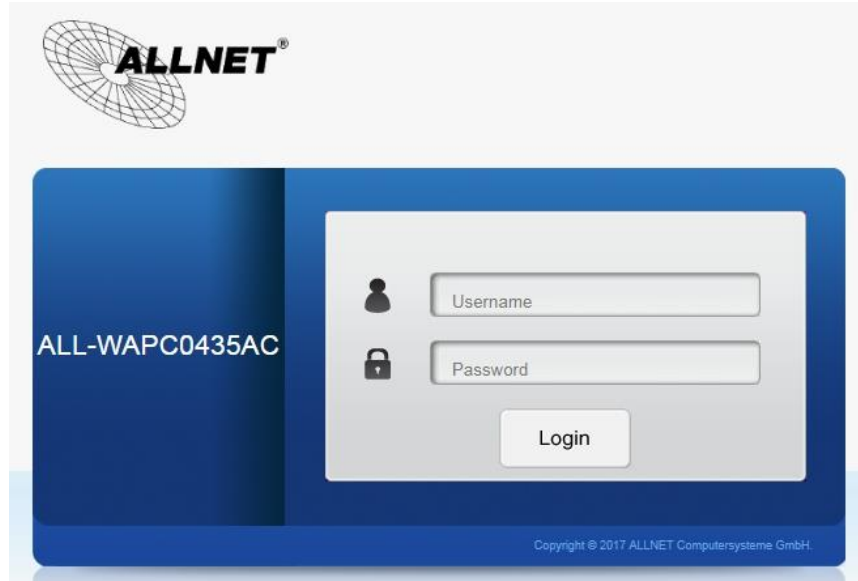 ALLNET®
Username
ALL-WAPC0435AC
Password
Login
Copyright © 2017 ALLNET Computersysteme GmbH.